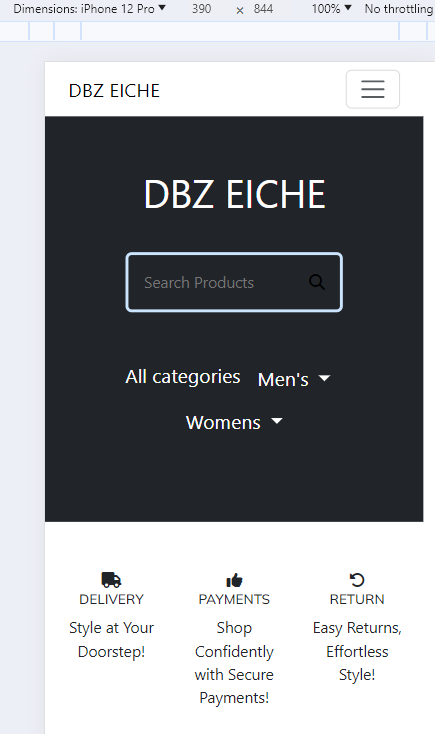 Dimensions: iPhone 12 Pro 390 × 844 100% No throttling
DBZ EICHE
DBZ EICHE
Search Products
All categories Men's
Womens
DELIVERY PAYMENTS RETURN
Style at Your Doorstep!
Shop Confidently with Secure Payments!
Easy Returns, Effortless Style!